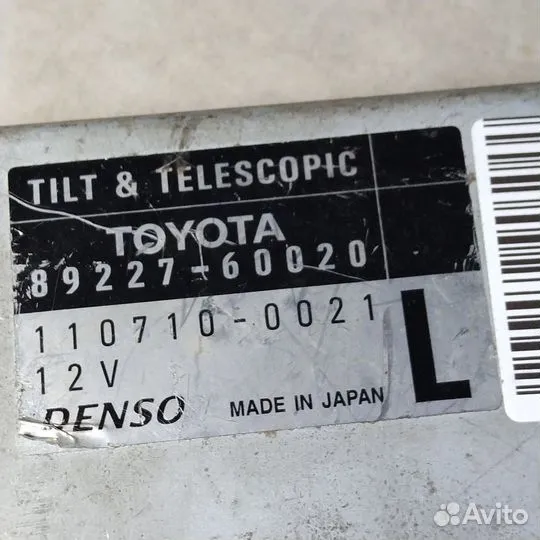 TILT & TELESCOPIC
TOYOTA
89227-60020
110710-0021
12V
L
DENSO
MADE IN JAPAN
Avito